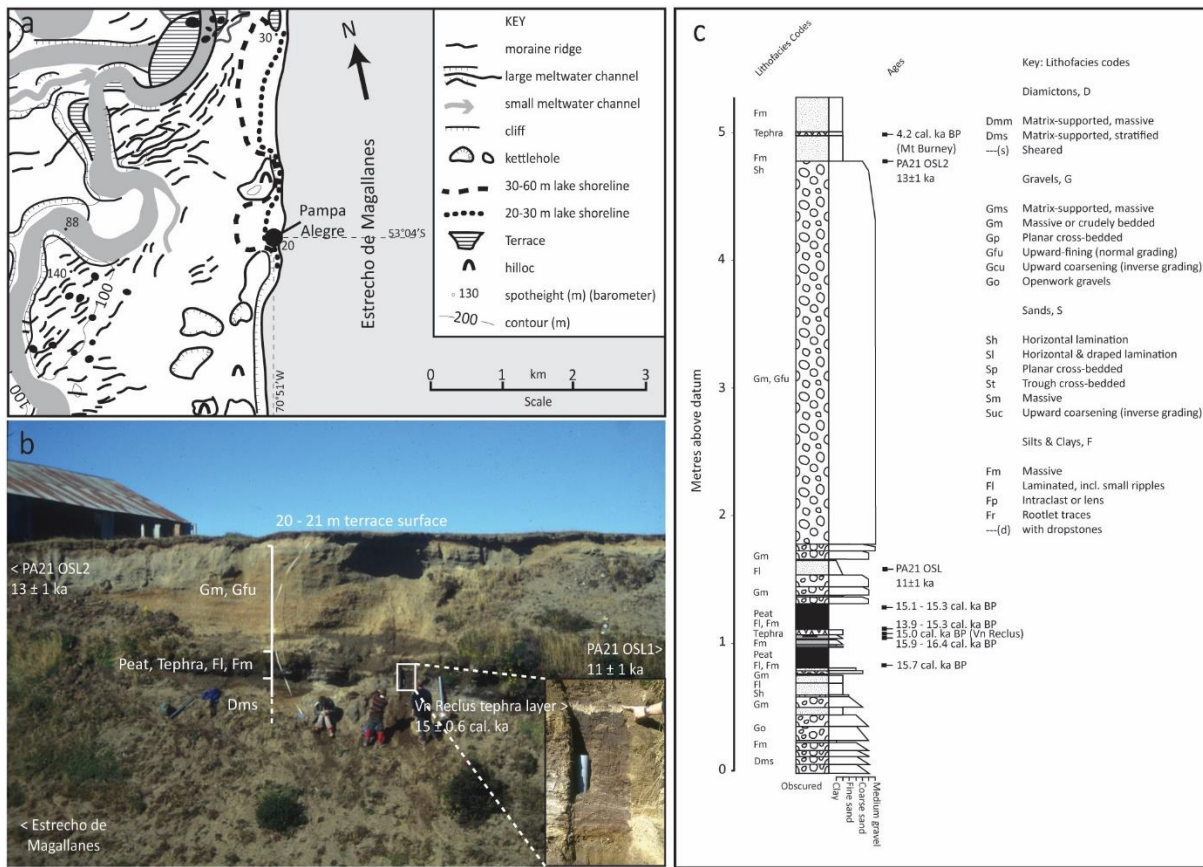 a
30
N
Pampa
Alegre
20
53°04'S
88
140
100
100
70°51'W
Estrecho de Magallanes
KEY
moraine ridge
large meltwater channel
small meltwater channel
cliff
kettlehole
30-60 m lake shoreline
20-30 m lake shoreline
Terrace
hilloc
130 spotheight (m) (barometer)
200 contour (m)
0 1 2 3
km
Scale
b
20 - 21 m terrace surface
< PA21 OSL2
13 ± 1 ka
Gm, Gfu
PA21 OSL1>
11 ± 1 ka
Peat, Tephra, Fl, Fm
Dms
Vn Reclus tephra layer >
15 ± 0.6 cal. ka
< Estrecho de
Magallanes
c
Lithofacies Codes
Ages
Metres above datum
5
4
3
2
1
0
Fm
Tephra
Fm
Sh
Gm, Gfu
Gm
Fl
Gm
Peat
Fl, Fm
Tephra
Fm
Peat
Fl, Fm
Gm
Fl
Sh
Gm
Go
Fm
Dms
Obscured
Clay
Fine sand
Coarse sand
Medium gravel
4.2 cal. ka BP
(Mt Burney)
PA21 OSL2
13±1 ka
PA21 OSL
11±1 ka
15.1 - 15.3 cal. ka BP
13.9 - 15.3 cal. ka BP
15.0 cal. ka BP (Vn Reclus)
15.9 - 16.4 cal. ka BP
15.7 cal. ka BP
Key: Lithofacies codes
Diamictons, D
Dmm Matrix-supported, massive
Dms Matrix-supported, stratified
---(s) Sheared
Gravels, G
Gms Matrix-supported, massive
Gm Massive or crudely bedded
Gp Planar cross-bedded
Gfu Upward-fining (normal grading)
Gcu Upward coarsening (inverse grading)
Go Openwork gravels
Sands, S
Sh Horizontal lamination
Sl Horizontal & draped lamination
Sp Planar cross-bedded
St Trough cross-bedded
Sm Massive
Suc Upward coarsening (inverse grading)
Silts & Clays, F
Fm Massive
Fl Laminated, incl. small ripples
Fp Intraclast or lens
Fr Rootlet traces
---(d) with dropstones